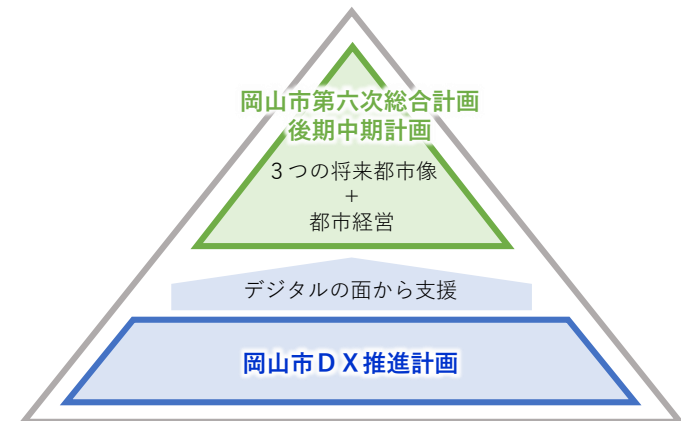 岡山市第六次総合計画
後期中期計画
３つの将来都市像
+
都市経営
デジタルの面から支援
岡山市ＤＸ推進計画